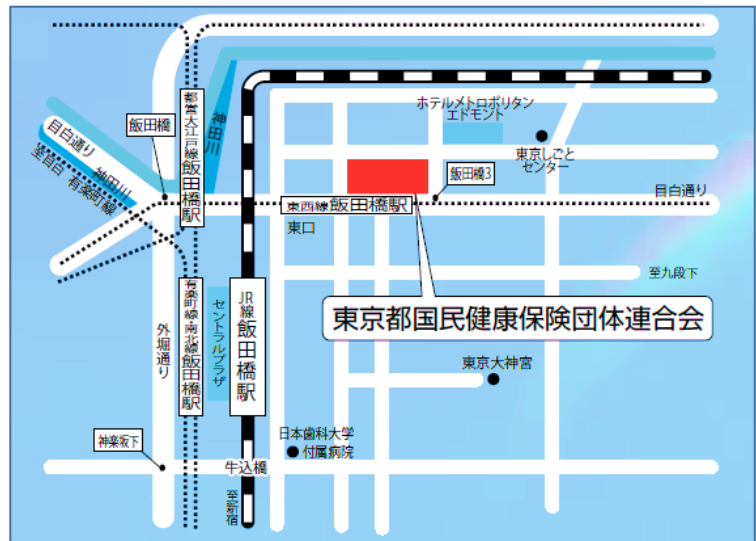 ホテルメトロポリタン
エドモント
都営大江戸線飯田橋駅
神田川
飯田橋
目白通り
神田川
至目白 有楽町線
東京しごと
センター
飯田橋3
目白通り
東西線飯田橋駅
東口
至九段下
東京都国民健康保険団体連合会
有楽町線・南北線飯田橋駅
セントラルプラザ
JR線飯田橋駅
外堀通り
東京大神宮
日本歯科大学
付属病院
神楽坂下
牛込橋
至新宿